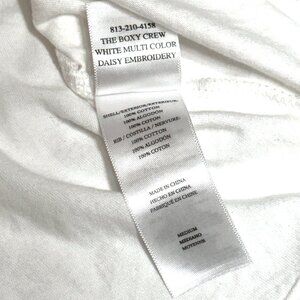 813-210-4158
THE BOXY CREW
WHITE MULTI COLOR
DAISY EMBROIDERY
SHELL/EXTERIOR/EXTERIEUR:
100% COTTON
100% ALGODÓN
100% COTON
RIB / COSTILLA / NERVURE:
100% COTTON
100% ALGODÓN
100% COTON
MADE IN CHINA
HECHO EN CHINA
FABRIQUÉ EN CHINE
MEDIUM
MEDIANO
MOYENNE